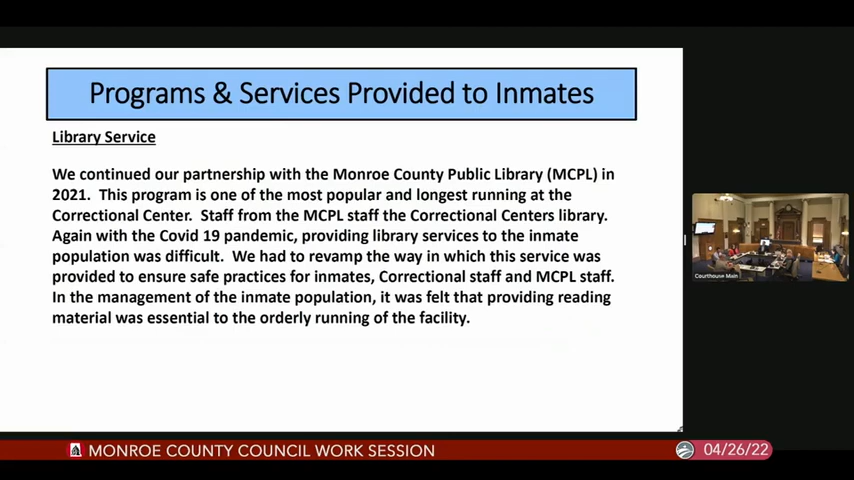 Programs & Services Provided to Inmates
Library Service
We continued our partnership with the Monroe County Public Library (MCPL) in
2021. This program is one of the most popular and longest running at the
Correctional Center. Staff from the MCPL staff the Correctional Centers library.
Again with the Covid 19 pandemic, providing library services to the inmate
population was difficult. We had to revamp the way in which this service was
provided to ensure safe practices for inmates, Correctional staff and MCPL staff.
In the management of the inmate population, it was felt that providing reading
material was essential to the orderly running of the facility.
Courthouse Main
MONROE COUNTY COUNCIL WORK SESSION
04/26/22